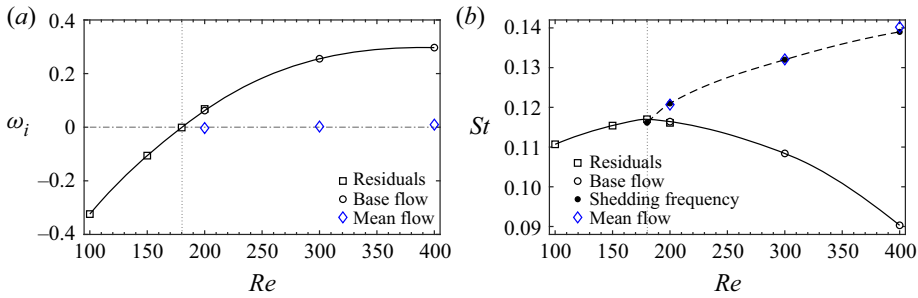 (a)
0.4
0.2
0
−0.2
−0.4
ω_i
100 150 200 250 300 350 400
Re
Residuals
Base flow
Mean flow
(b)
0.14
0.13
0.12
0.11
0.10
0.09
St
100 150 200 250 300 350 400
Re
Residuals
Base flow
Shedding frequency
Mean flow